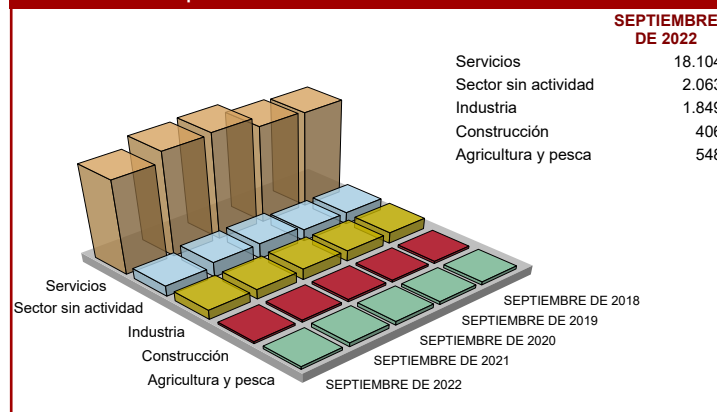 SEPTIEMBRE
DE 2022
Servicios 18.104
Sector sin actividad 2.063
Industria 1.849
Construcción 406
Agricultura y pesca 548
Servicios
Sector sin actividad
Industria
Construcción
Agricultura y pesca
SEPTIEMBRE DE 2018
SEPTIEMBRE DE 2019
SEPTIEMBRE DE 2020
SEPTIEMBRE DE 2021
SEPTIEMBRE DE 2022